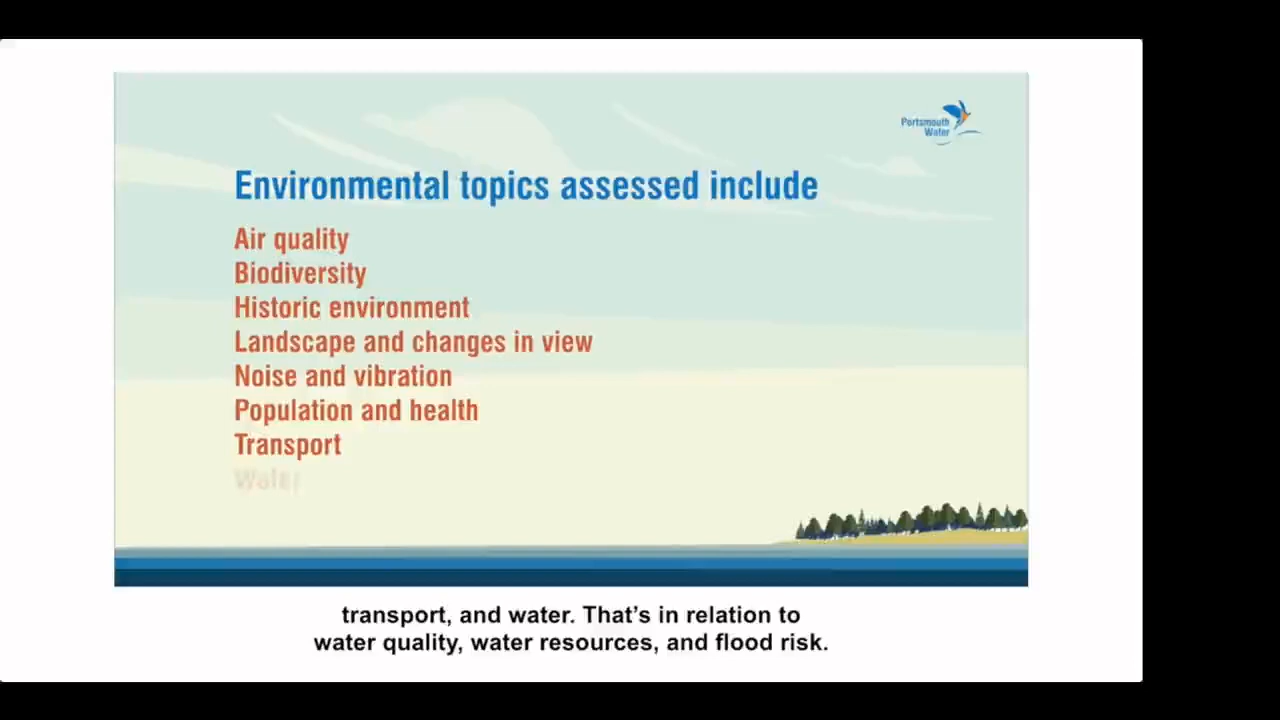 Portsmouth
Water
Environmental topics assessed include
Air quality
Biodiversity
Historic environment
Landscape and changes in view
Noise and vibration
Population and health
Transport
Water
transport, and water. That’s in relation to
water quality, water resources, and flood risk.